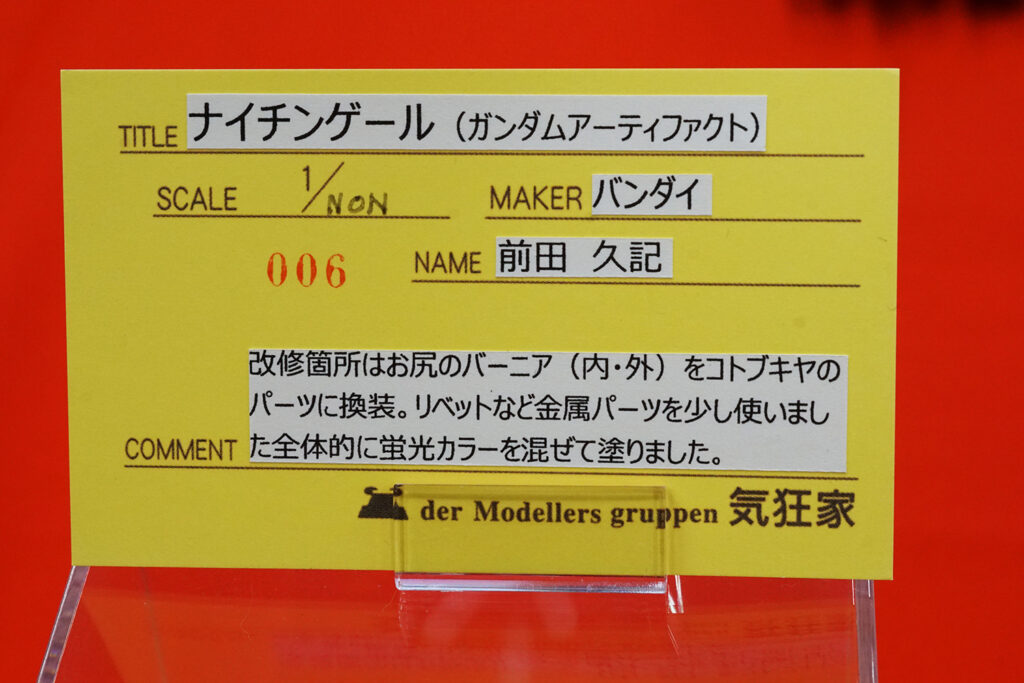 TITLE ナイチンゲール（ガンダムアーティファクト）
SCALE 1/NON MAKER バンダイ
006 NAME 前田 久記
改修箇所はお尻のバーニア（内・外）をコトブキヤの
パーツに換装。リベットなど金属パーツを少し使いまし
COMMENT た全体的に蛍光カラーを混ぜて塗りました。
der Modellers gruppen 気狂家